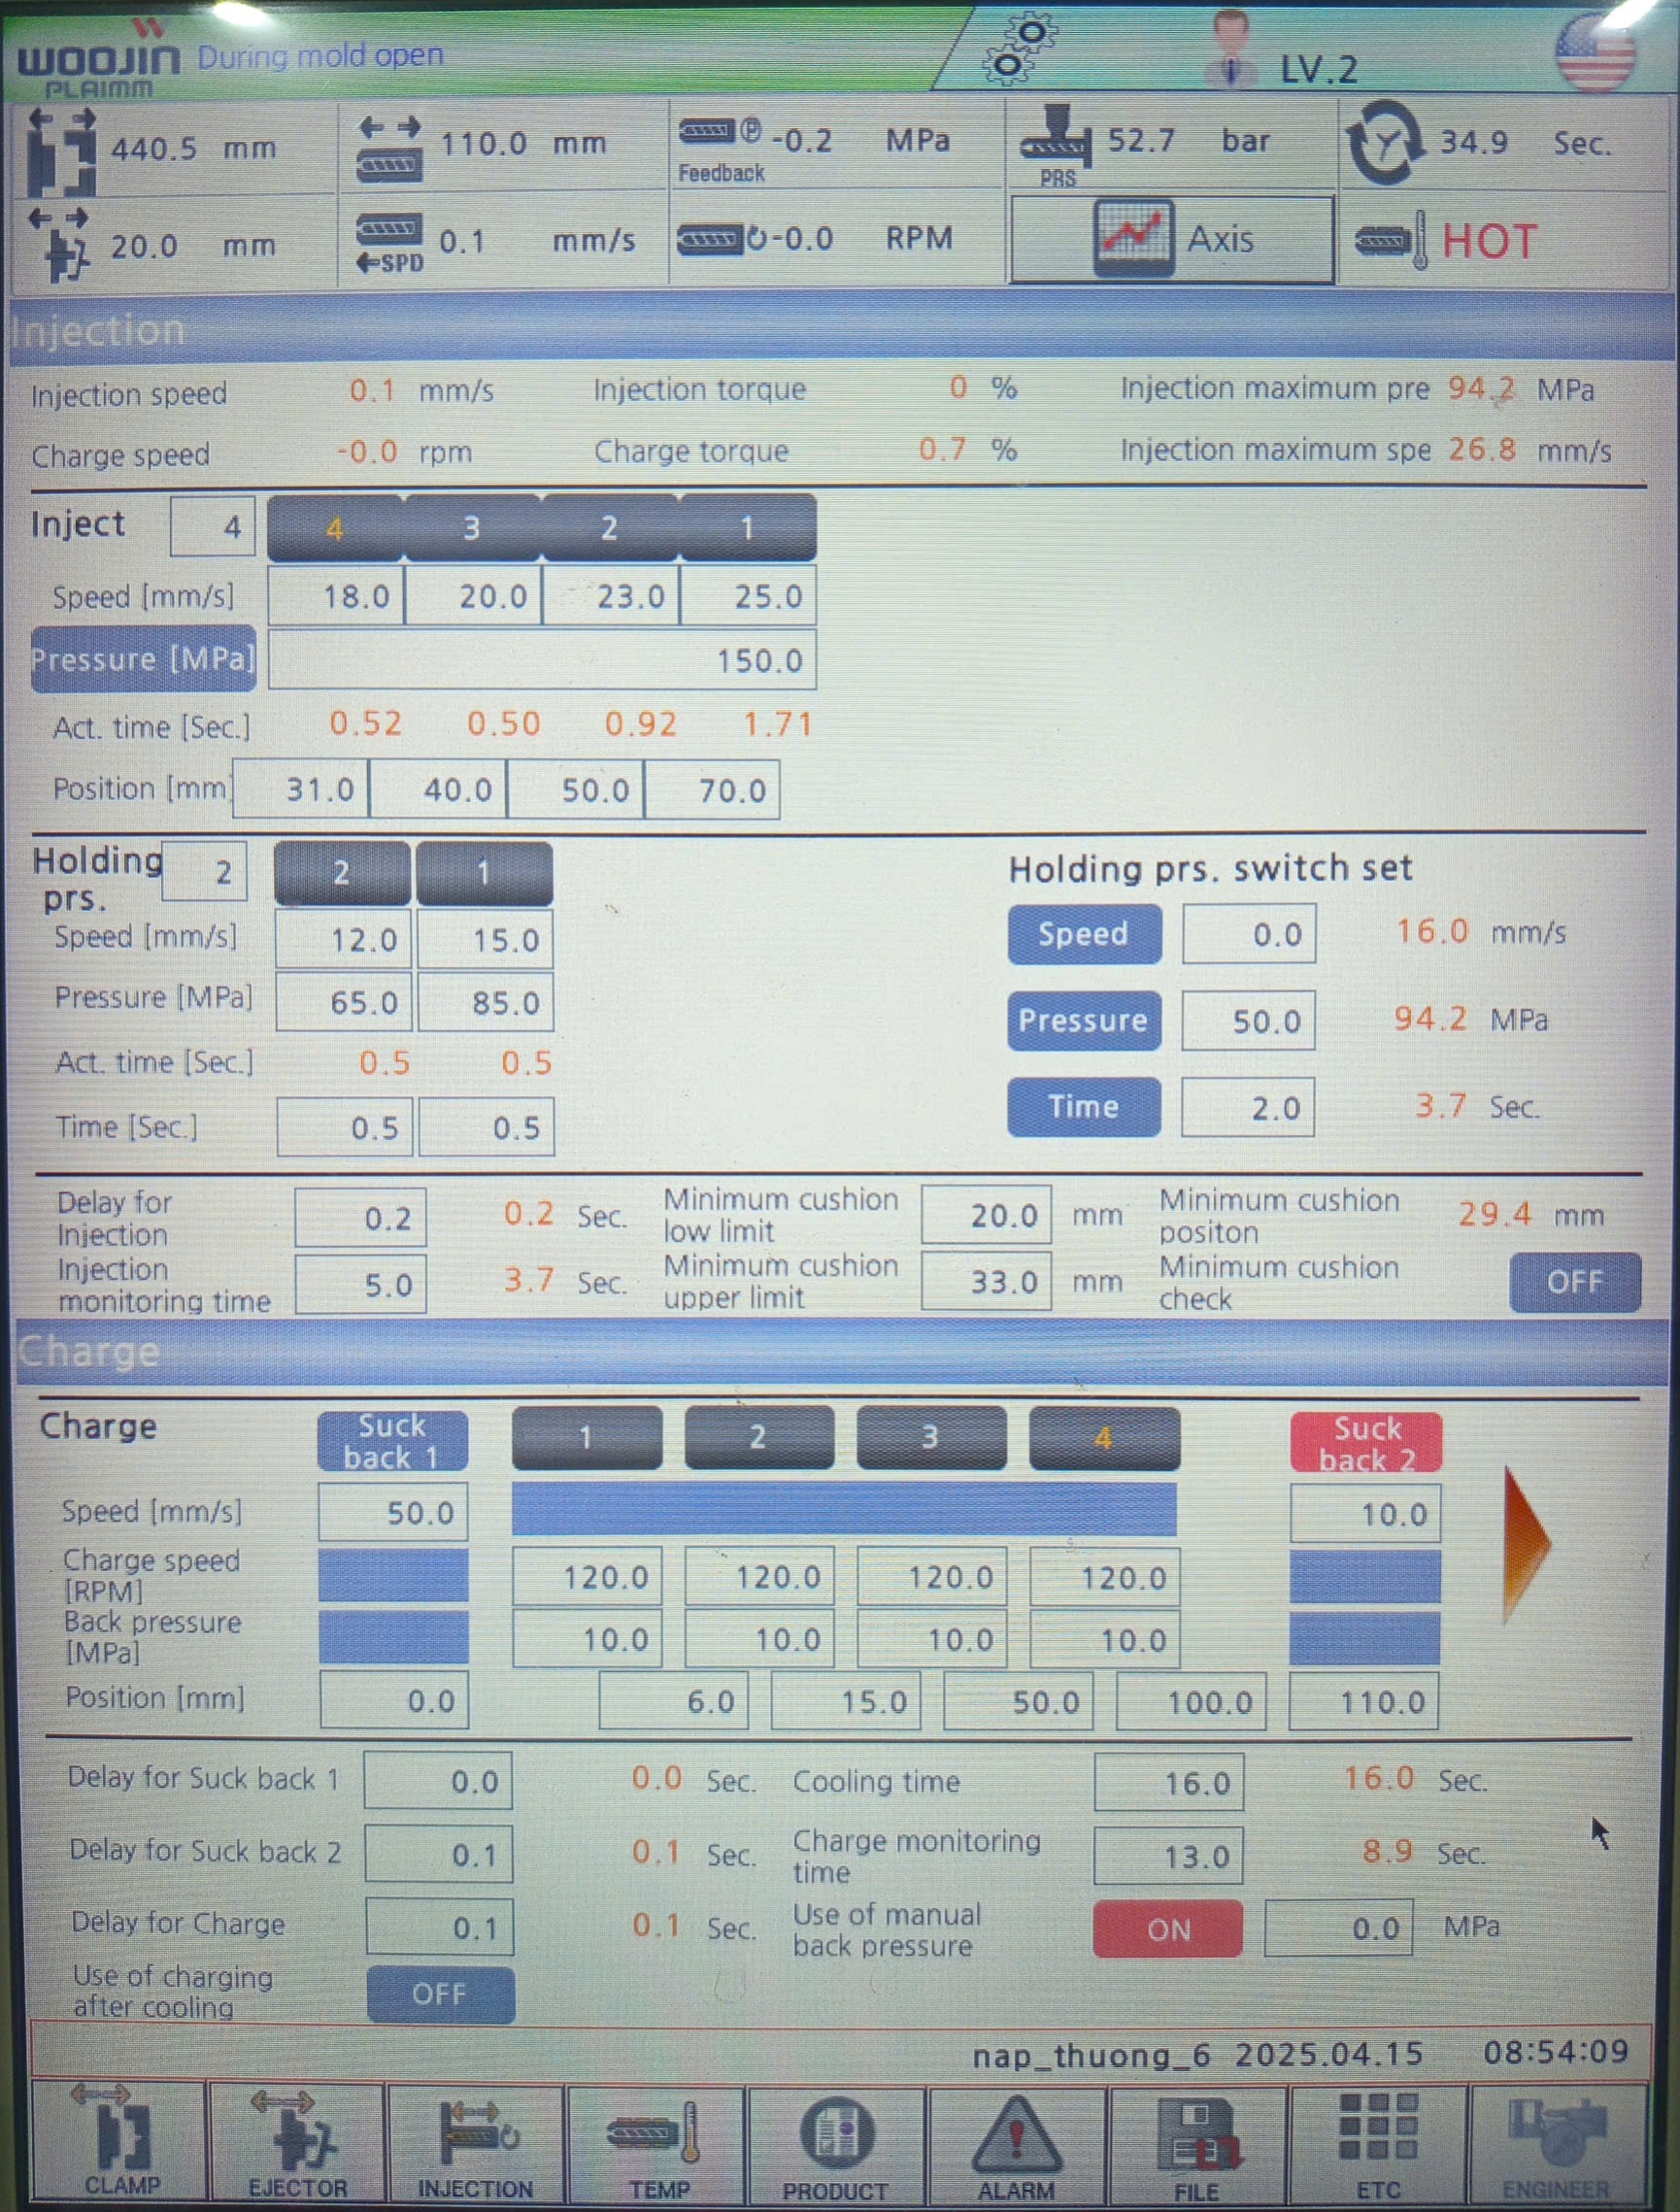 WOOJIN During mold open
PLAIMM
LV.2
440.5 mm 110.0 mm Ⓟ -0.2 MPa 52.7 bar 34.9 Sec.
Feedback PRS
20.0 mm 0.1 mm/s -0.0 RPM Axis HOT
←SPD
Injection
Injection speed 0.1 mm/s Injection torque 0 % Injection maximum pre 94.2 MPa
Charge speed -0.0 rpm Charge torque 0.7 % Injection maximum spe 26.8 mm/s
Inject 4 4 3 2 1
Speed [mm/s] 18.0 20.0 23.0 25.0
Pressure [MPa] 150.0
Act. time [Sec.] 0.52 0.50 0.92 1.71
Position [mm] 31.0 40.0 50.0 70.0
Holding prs. 2 2 1
Speed [mm/s] 12.0 15.0
Pressure [MPa] 65.0 85.0
Act. time [Sec.] 0.5 0.5
Time [Sec.] 0.5 0.5
Holding prs. switch set
Speed 0.0 16.0 mm/s
Pressure 50.0 94.2 MPa
Time 2.0 3.7 Sec.
Delay for Injection 0.2 0.2 Sec. Minimum cushion low limit 20.0 mm Minimum cushion positon 29.4 mm
Injection monitoring time 5.0 3.7 Sec. Minimum cushion upper limit 33.0 mm Minimum cushion check OFF
Charge
Charge Suck back 1 1 2 3 4 Suck back 2
Speed [mm/s] 50.0 10.0
Charge speed [RPM] 120.0 120.0 120.0 120.0
Back pressure [MPa] 10.0 10.0 10.0 10.0
Position [mm] 0.0 6.0 15.0 50.0 100.0 110.0
Delay for Suck back 1 0.0 0.0 Sec. Cooling time 16.0 16.0 Sec.
Delay for Suck back 2 0.1 0.1 Sec. Charge monitoring time 13.0 8.9 Sec.
Delay for Charge 0.1 0.1 Sec. Use of manual back pressure ON 0.0 MPa
Use of charging after cooling OFF
nap_thuong_6 2025.04.15 08:54:09
CLAMP EJECTOR INJECTION TEMP PRODUCT ALARM FILE ETC ENGINEER